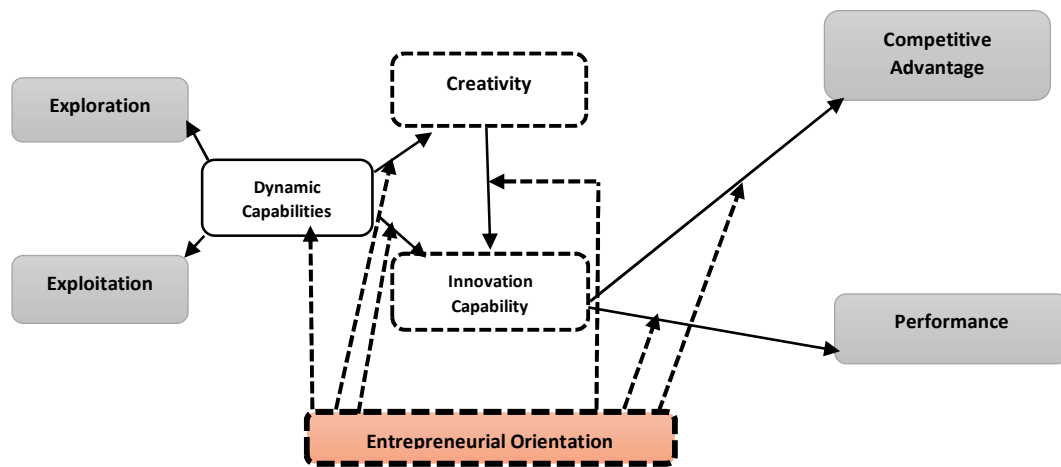 Competitive
Advantage
Creativity
Exploration
Dynamic
Capabilities
Exploitation
Innovation
Capability
Performance
Entrepreneurial Orientation